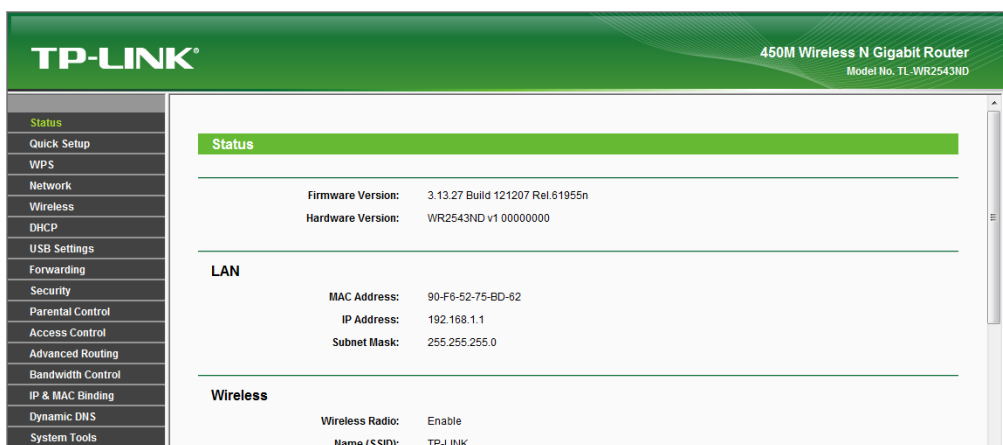 TP-LINK®
450M Wireless N Gigabit Router
Model No. TL-WR2543ND
Status
Quick Setup
WPS
Network
Wireless
DHCP
USB Settings
Forwarding
Security
Parental Control
Access Control
Advanced Routing
Bandwidth Control
IP & MAC Binding
Dynamic DNS
System Tools
Status
Firmware Version: 3.13.27 Build 121207 Rel.61955n
Hardware Version: WR2543ND v1 00000000
LAN
MAC Address: 90-F6-52-75-BD-62
IP Address: 192.168.1.1
Subnet Mask: 255.255.255.0
Wireless
Wireless Radio: Enable
Name (SSID): TP-LINK